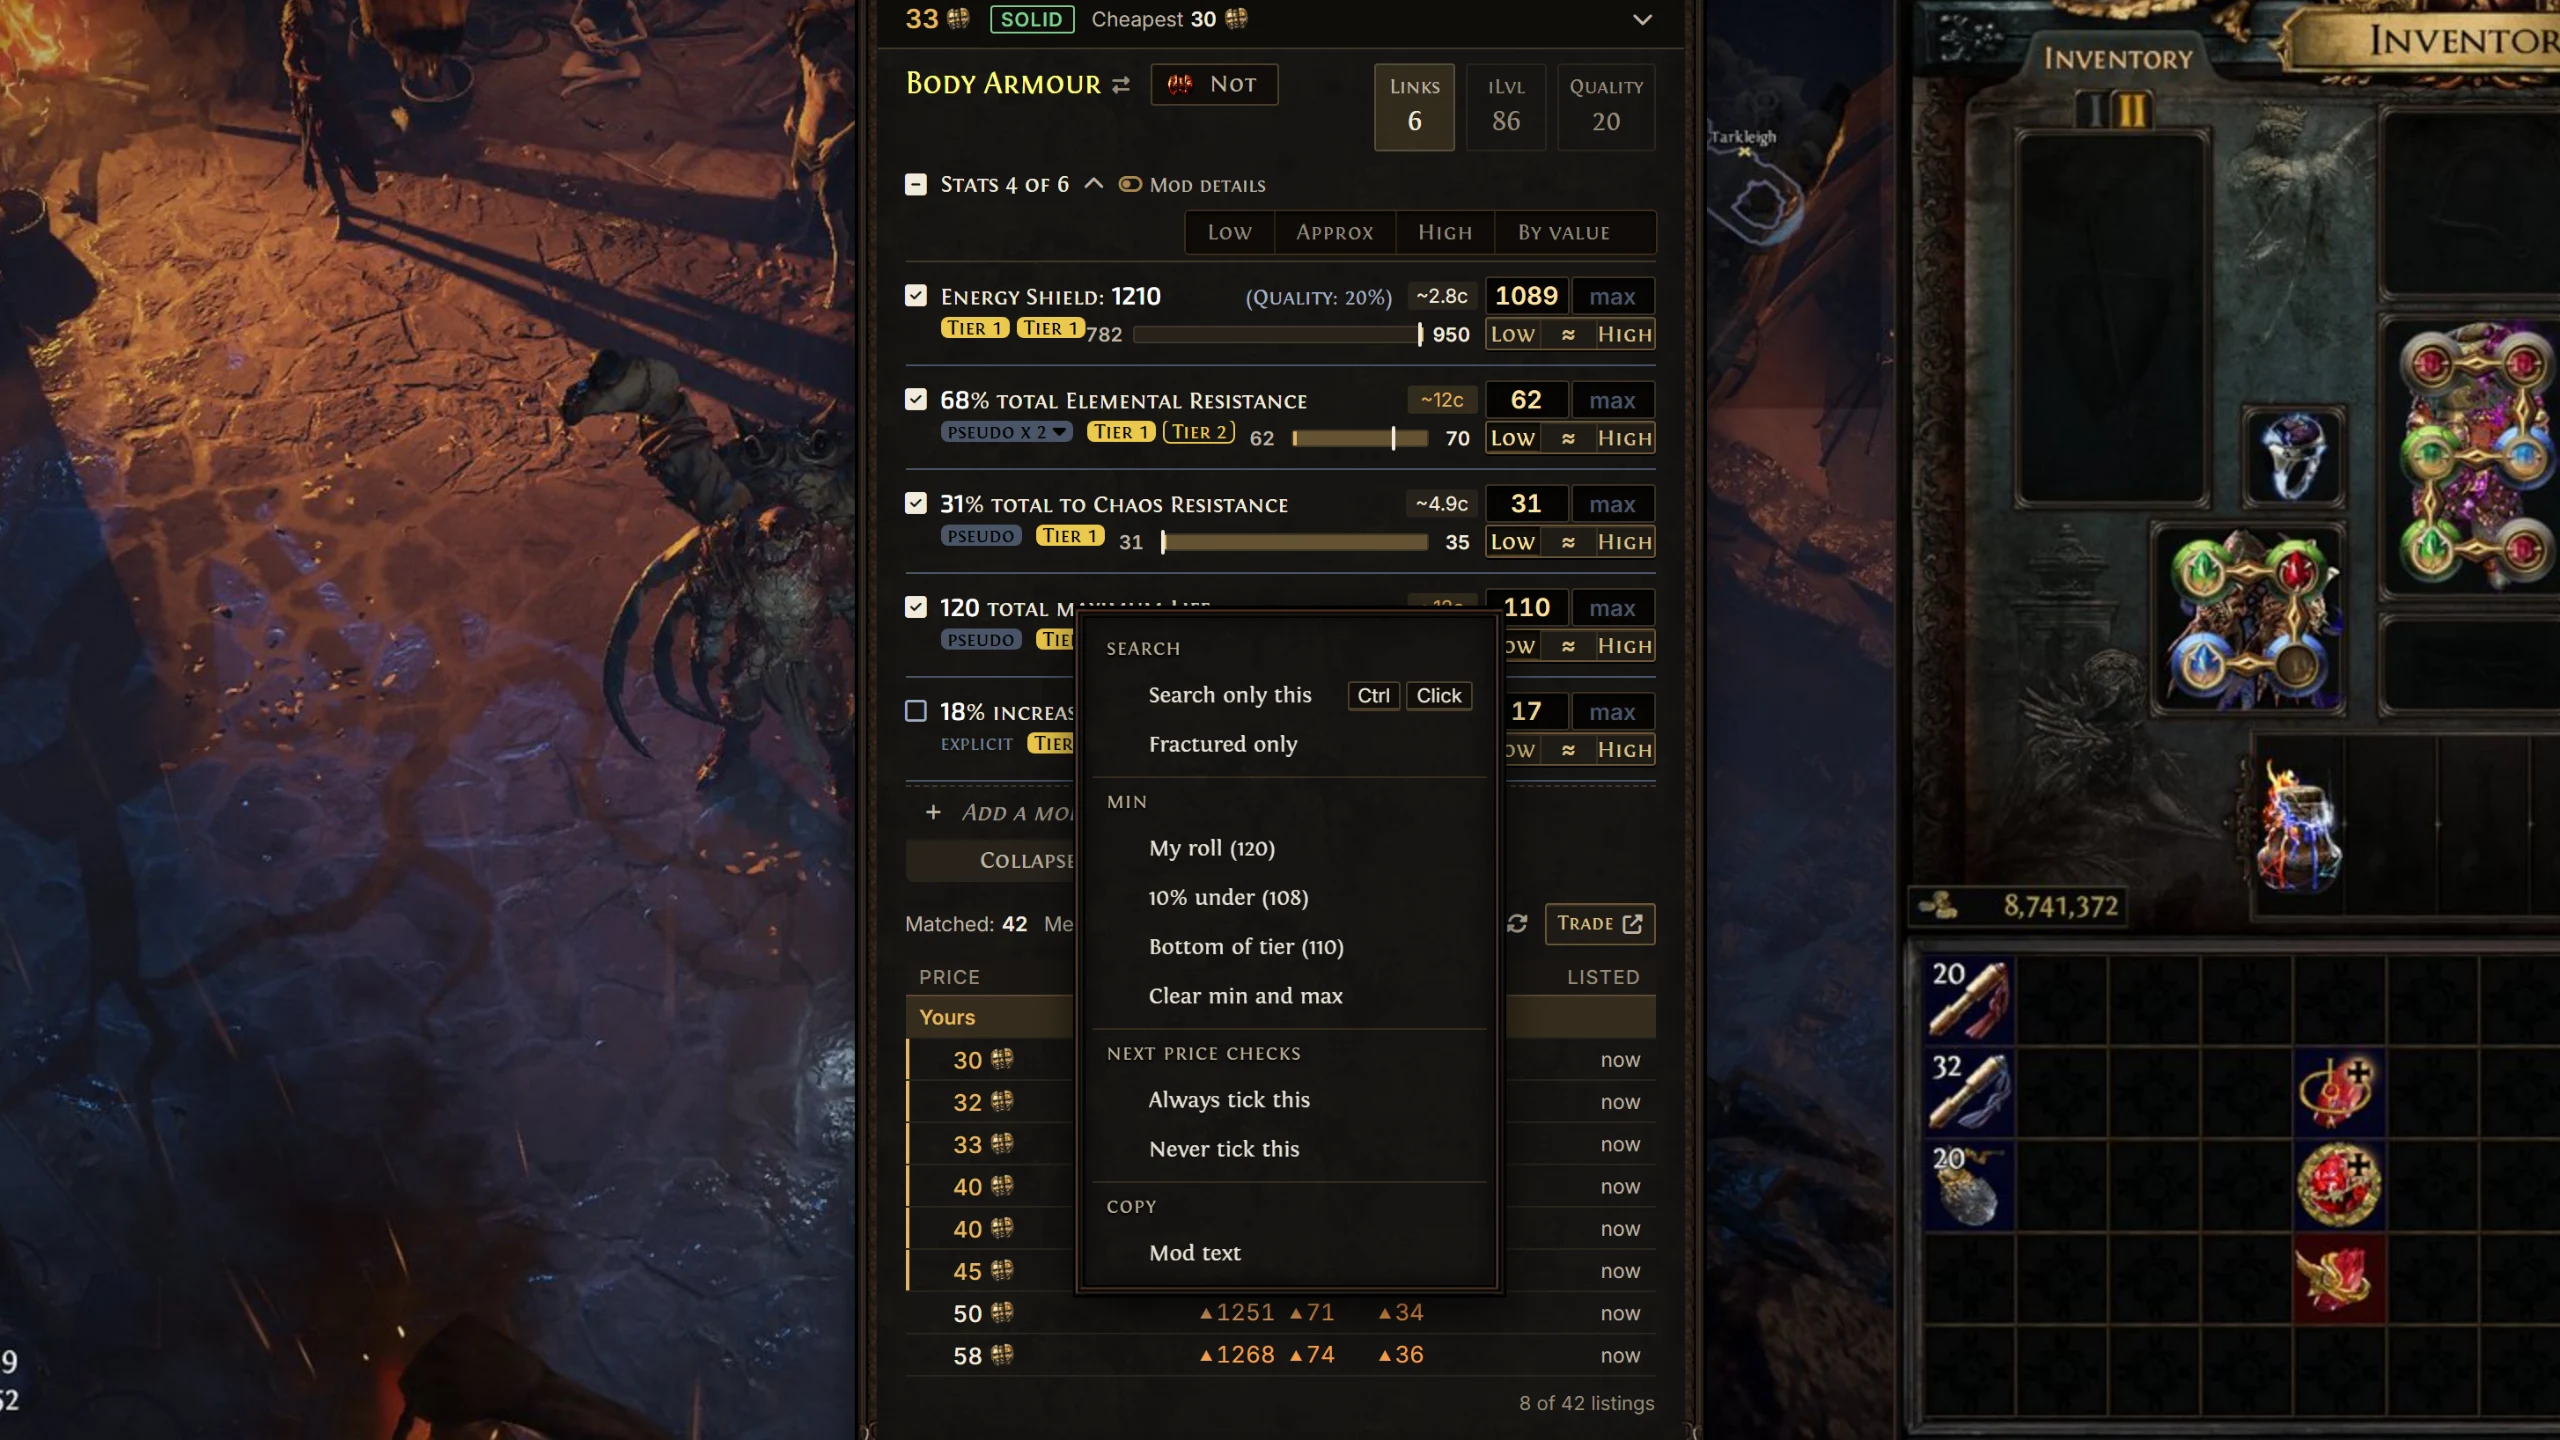 33 SOLID Cheapest 30
Body Armour Not
Links 6
iLvl 86
Quality 20
Stats 4 of 6 Mod details
Low Approx High By value
Energy Shield: 1210 (Quality: 20%) ~2.8c 1089 max
Tier 1 Tier 1 782 950 Low ≈ High
68% total Elemental Resistance ~12c 62 max
pseudo x 2 Tier 1 Tier 2 62 70 Low ≈ High
31% total to Chaos Resistance ~4.9c 31 max
pseudo Tier 1 31 35 Low ≈ High
120 total maximum Life 110 max
pseudo High
18% 17 max
explicit Tier High
Add a
Matched: 42 Trade
PRICE LISTED
Yours
30 now
32 now
33 now
40 now
40 now
45 now
50 ▲1251 ▲71 ▲34 now
58 ▲1268 ▲74 ▲36 now
8 of 42 listings
SEARCH
Search only this Ctrl Click
Fractured only
MIN
My roll (120)
10% under (108)
Bottom of tier (110)
Clear min and max
NEXT PRICE CHECKS
Always tick this
Never tick this
COPY
Mod text
Tarkleigh
Inventory
I II
8,741,372
20
32
20